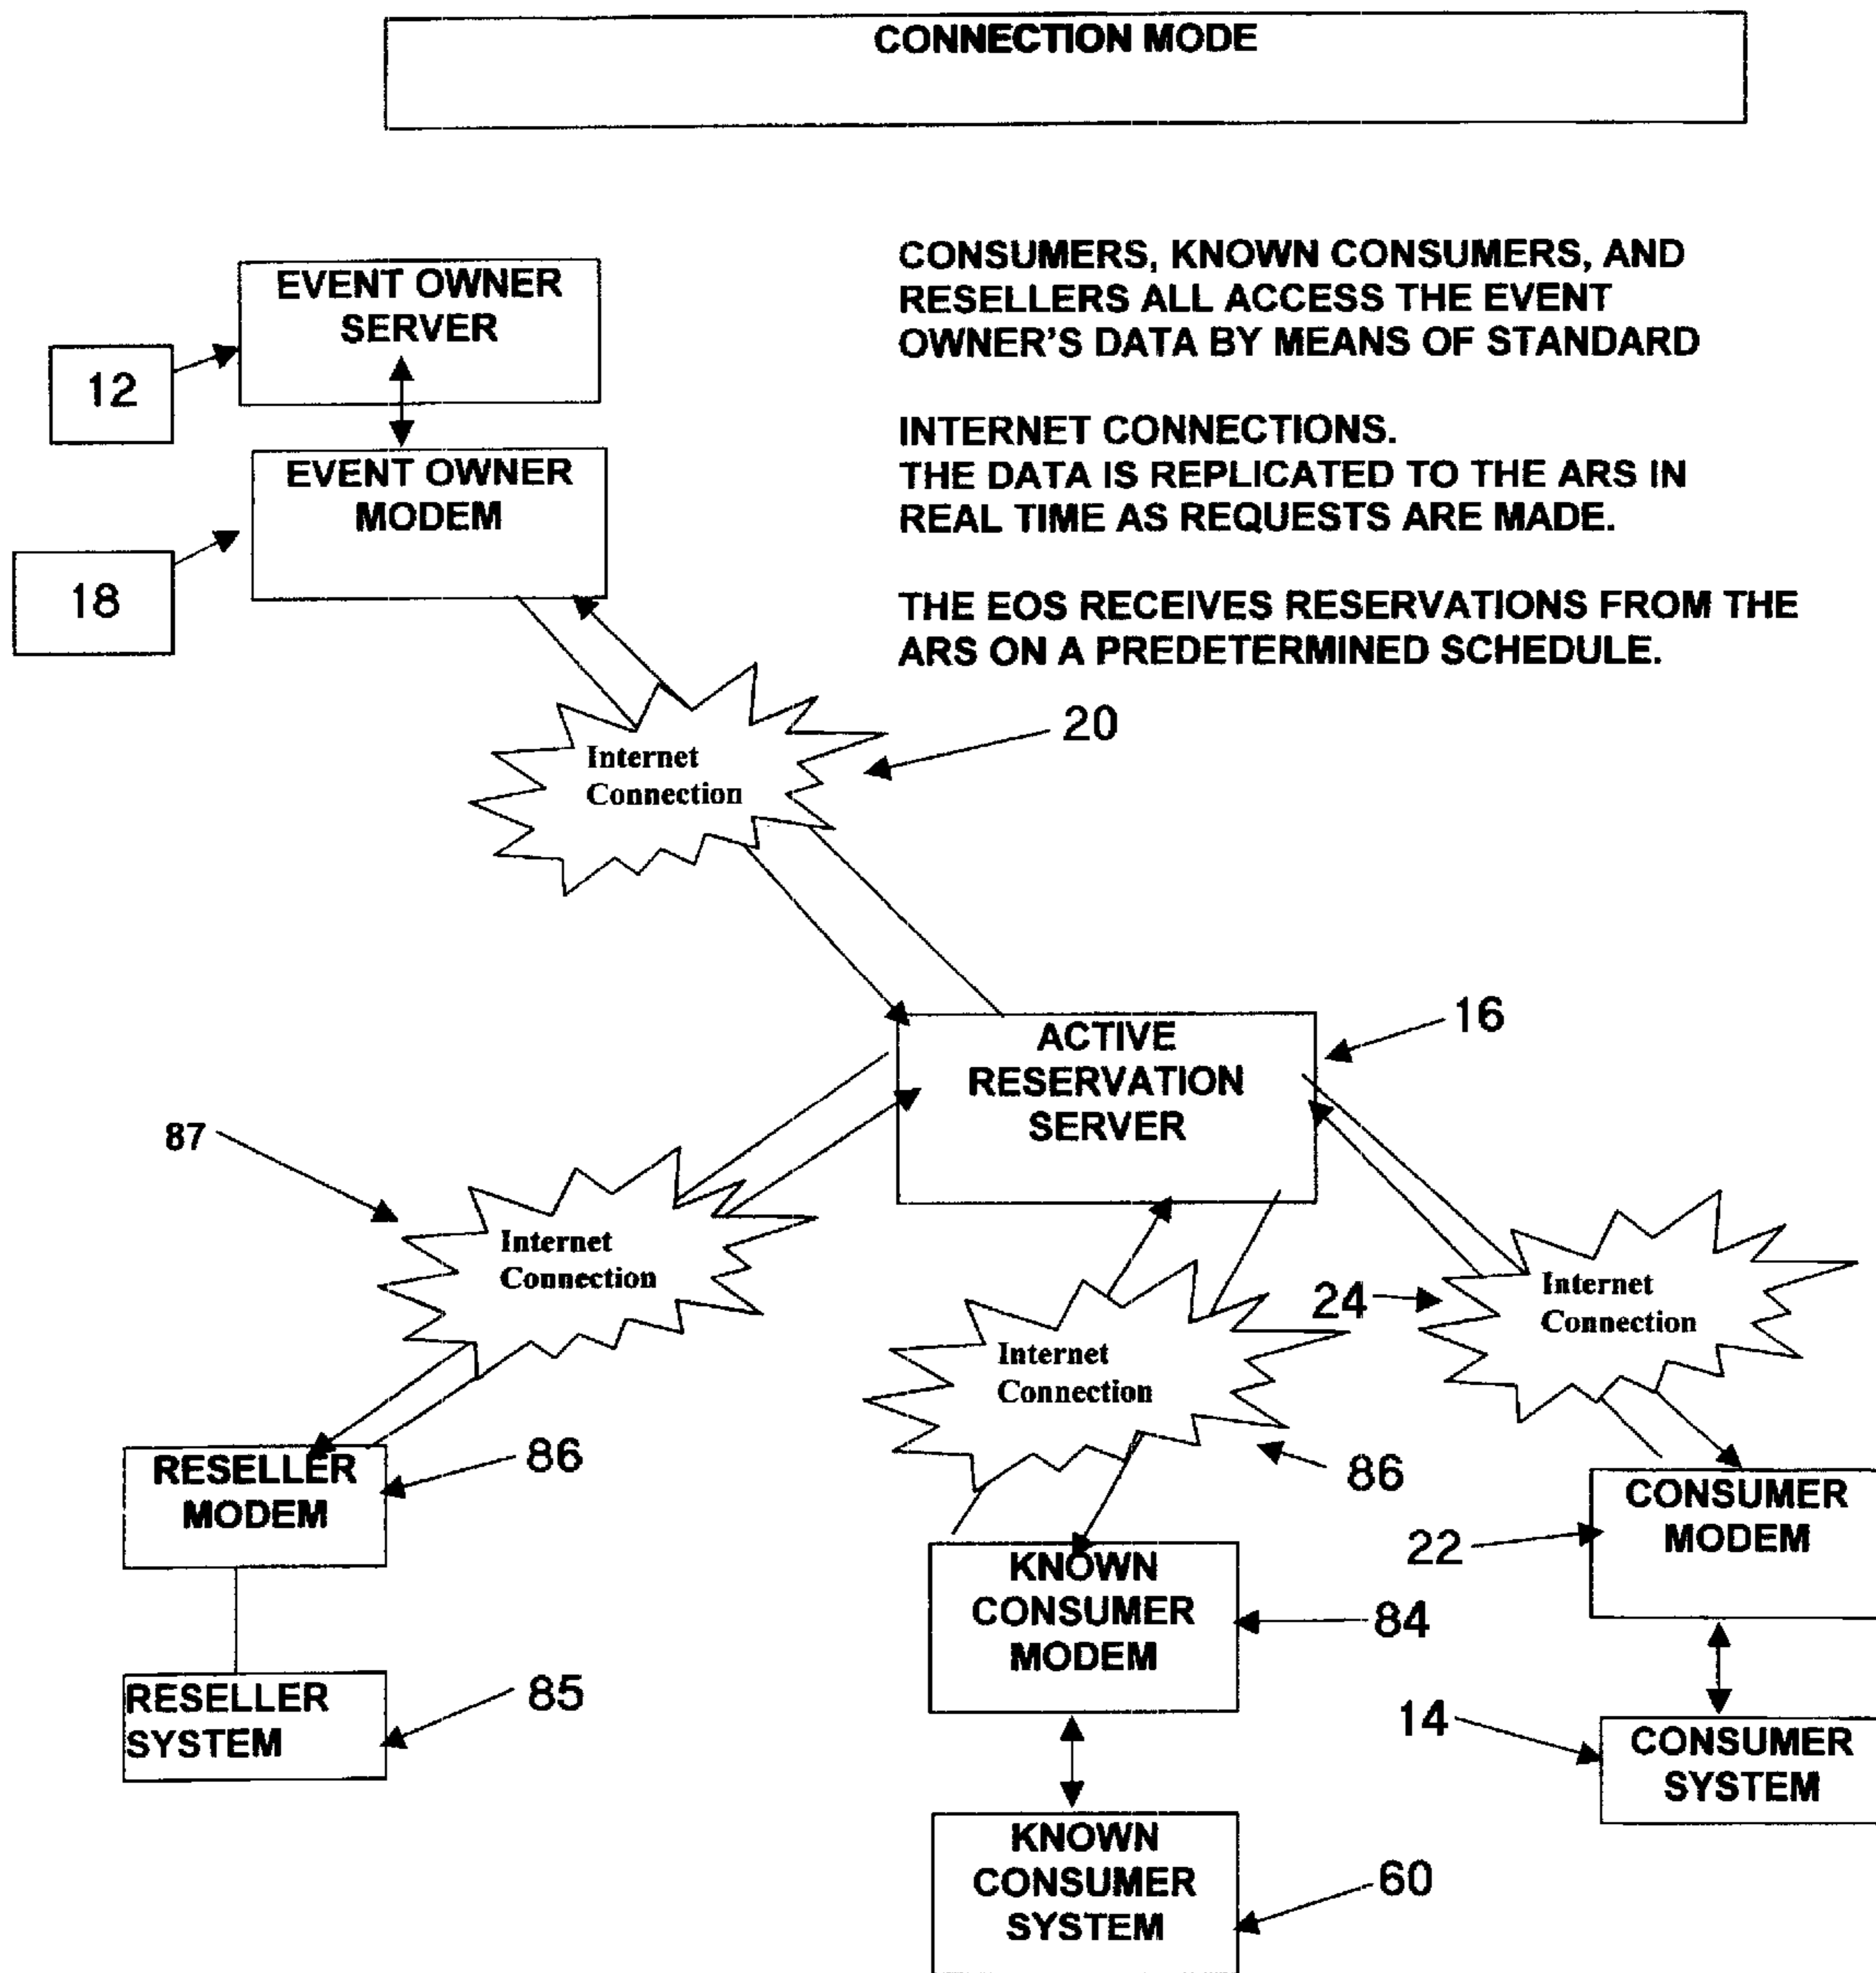 CONNECTION MODE
EVENT OWNER
SERVER
12
EVENT OWNER
MODEM
18
CONSUMERS, KNOWN CONSUMERS, AND
RESELLERS ALL ACCESS THE EVENT
OWNER'S DATA BY MEANS OF STANDARD
INTERNET CONNECTIONS.
THE DATA IS REPLICATED TO THE ARS IN
REAL TIME AS REQUESTS ARE MADE.
THE EOS RECEIVES RESERVATIONS FROM THE
ARS ON A PREDETERMINED SCHEDULE.
Internet
Connection
20
ACTIVE
RESERVATION
SERVER
16
87
Internet
Connection
Internet
Connection
86
24
Internet
Connection
RESELLER
MODEM
86
RESELLER
SYSTEM
85
KNOWN
CONSUMER
MODEM
84
KNOWN
CONSUMER
SYSTEM
60
CONSUMER
MODEM
22
CONSUMER
SYSTEM
14